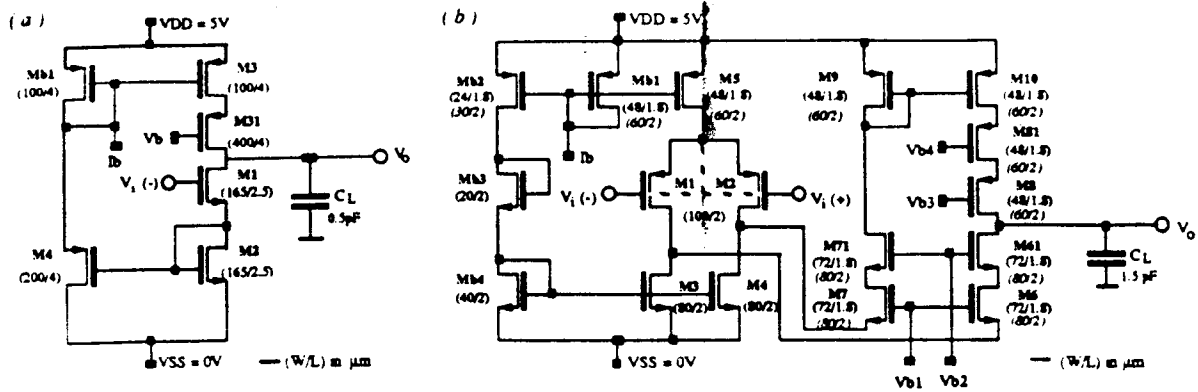 (a)
VDD = 5V
Mb1
(100/4)
M3
(100/4)
M31
(400/4)
Vb
Ib
Vi (-)
M1
(165/2.5)
Vo
CL
0.5pF
M4
(200/4)
M2
(165/2.5)
VSS = 0V
(W/L) in μm
(b)
VDD = 5V
Mb2
(24/1.8)
(30/2)
Mb1
(48/1.8)
(60/2)
M5
(48/1.8)
(60/2)
M9
(48/1.8)
(60/2)
M10
(48/1.8)
(60/2)
Ib
M81
(48/1.8)
(60/2)
Vb4
Mb3
(20/2)
Vi (-)
M1
M2
(100/2)
Vi (+)
M8
(48/1.8)
(60/2)
Vb3
Vo
M71
(72/1.8)
(80/2)
M61
(72/1.8)
(80/2)
CL
1.5 pF
Mb4
(40/2)
M3
(80/2)
M4
(80/2)
M7
(72/1.8)
(80/2)
M6
(72/1.8)
(80/2)
VSS = 0V
Vb1
Vb2
(W/L) in μm